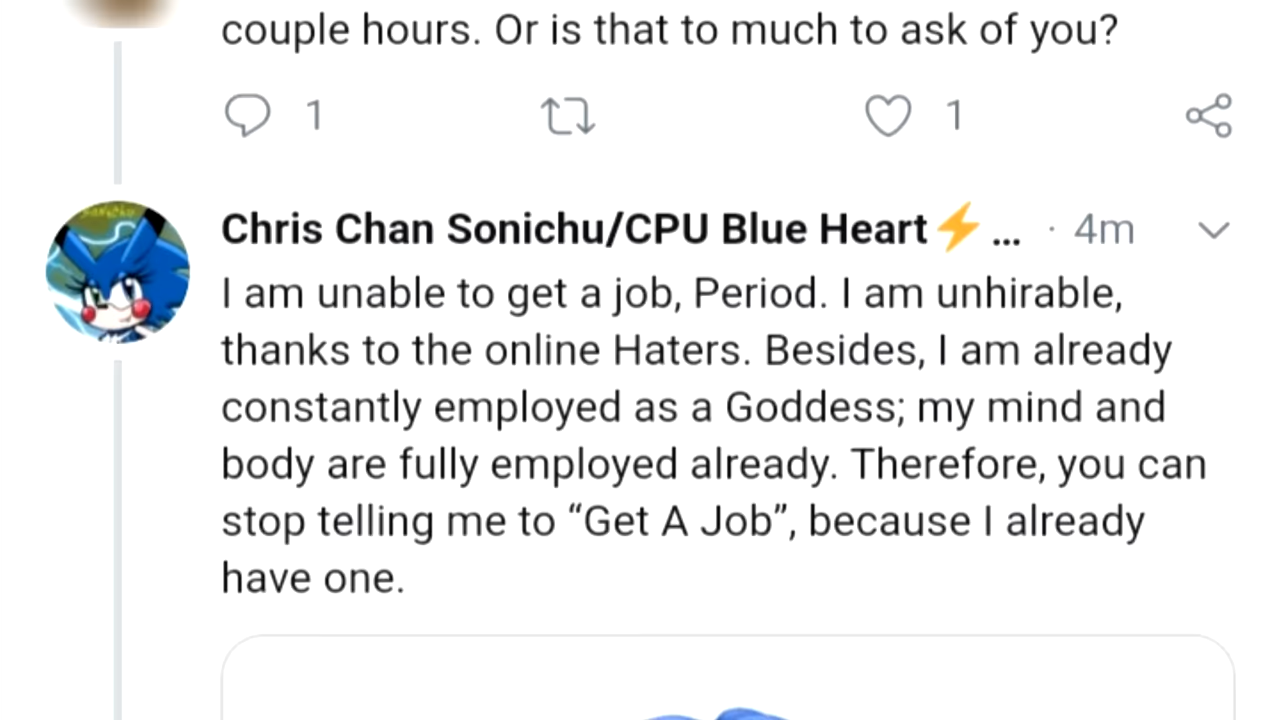 couple hours. Or is that to much to ask of you?
1
1
Chris Chan Sonichu/CPU Blue Heart⚡... · 4m
I am unable to get a job, Period. I am unhirable,
thanks to the online Haters. Besides, I am already
constantly employed as a Goddess; my mind and
body are fully employed already. Therefore, you can
stop telling me to “Get A Job”, because I already
have one.